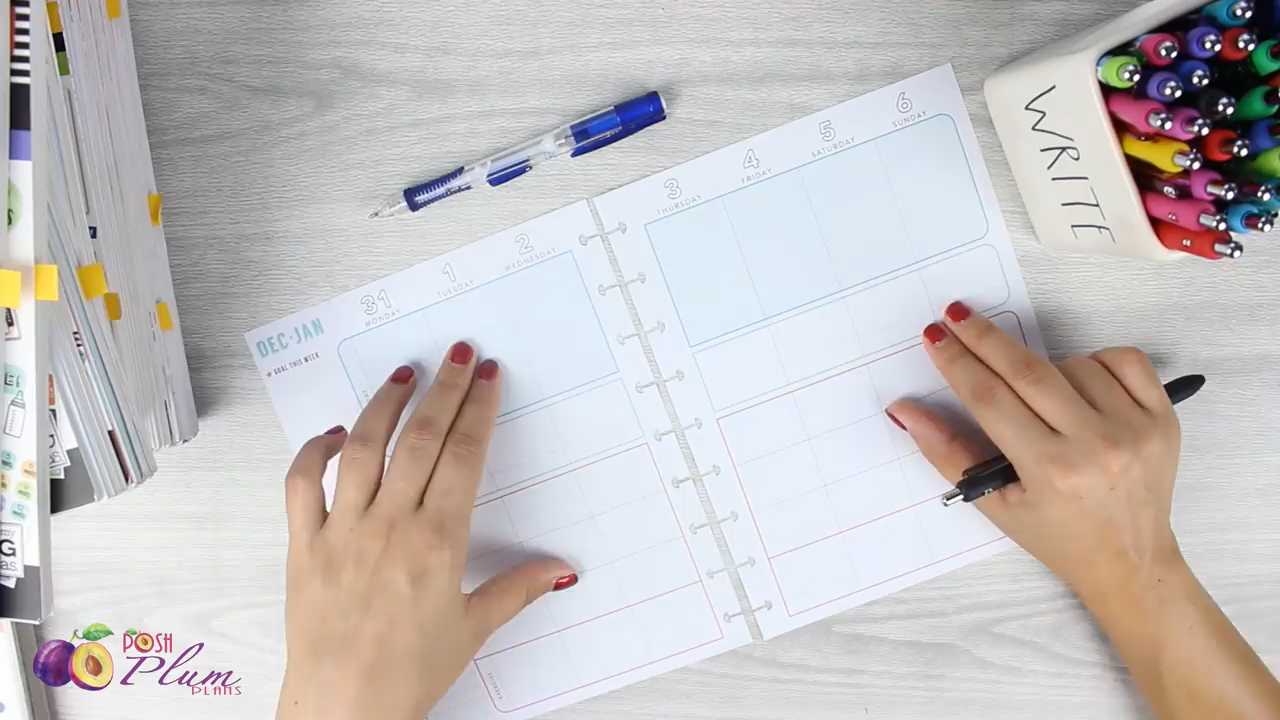 DEC·JAN
★ GOAL THIS WEEK
31
MONDAY
1
TUESDAY
2
WEDNESDAY
3
THURSDAY
4
FRIDAY
5
SATURDAY
6
SUNDAY
WRITE
G
POSH
Plum
PLANS